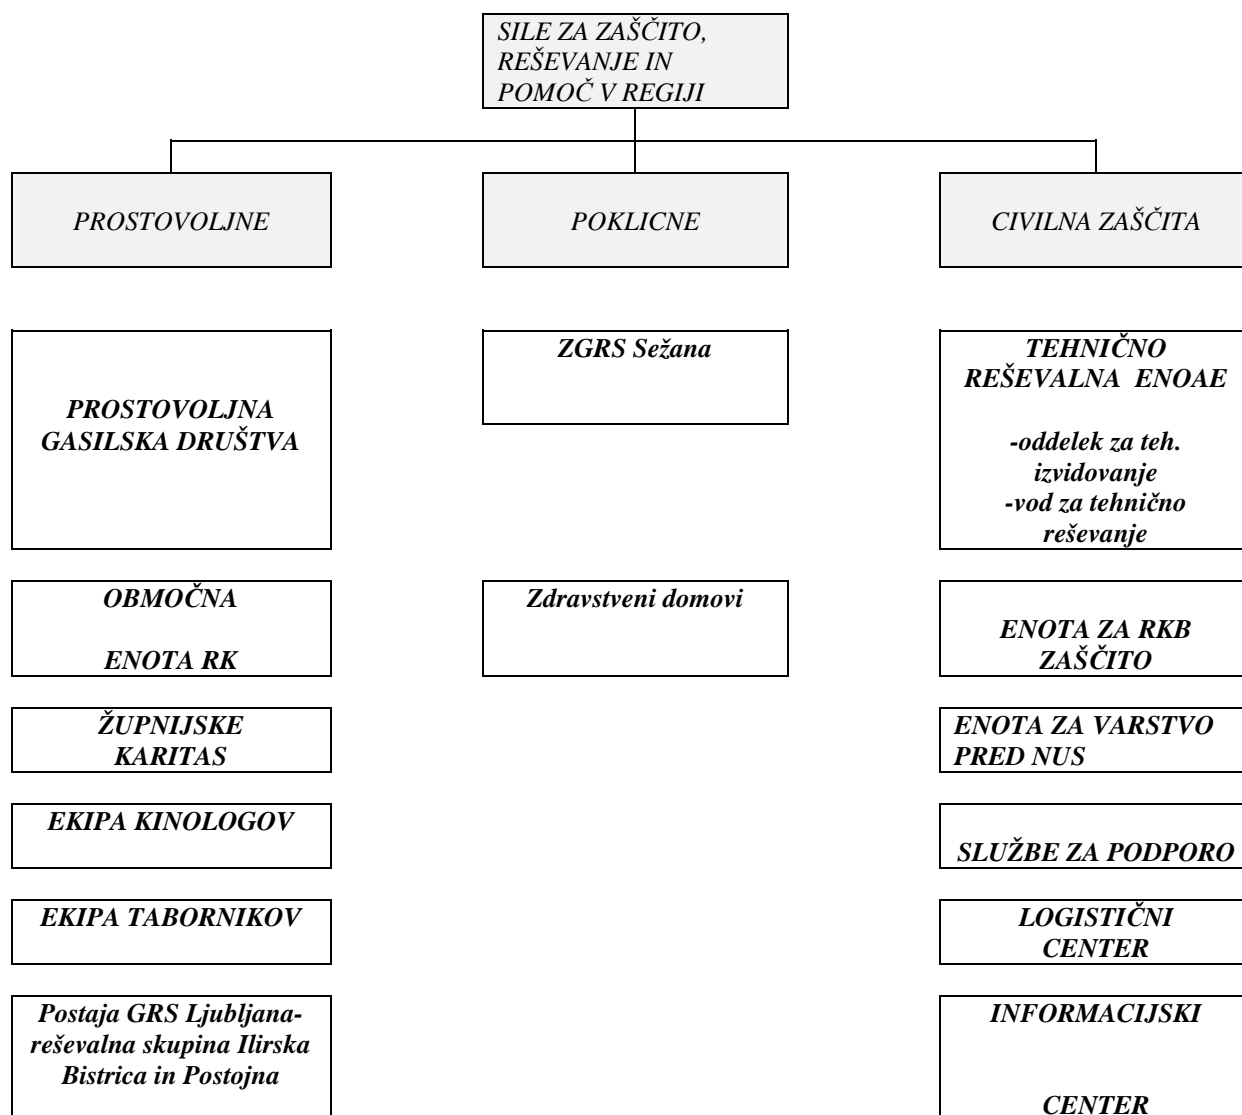 SILE ZA ZAŠČITO,
REŠEVANJE IN
POMOČ V REGIJI
PROSTOVOLJNE
POKLICNE
CIVILNA ZAŠČITA
PROSTOVOLJNA
GASILSKA DRUŠTVA
OBMOČNA
ENOTA RK
ŽUPNIJSKE
KARITAS
EKIPA KINOLOGOV
EKIPA TABORNIKOV
Postaja GRS Ljubljana-
reševalna skupina Ilirska
Bistrica in Postojna
ZGRS Sežana
Zdravstveni domovi
TEHNIČNO
REŠEVALNA ENOAE
-oddelek za teh.
izvidovanje
-vod za tehnično
reševanje
ENOTA ZA RKB
ZAŠČITO
ENOTA ZA VARSTVO
PRED NUS
SLUŽBE ZA PODPORO
LOGISTIČNI
CENTER
INFORMACIJSKI
CENTER